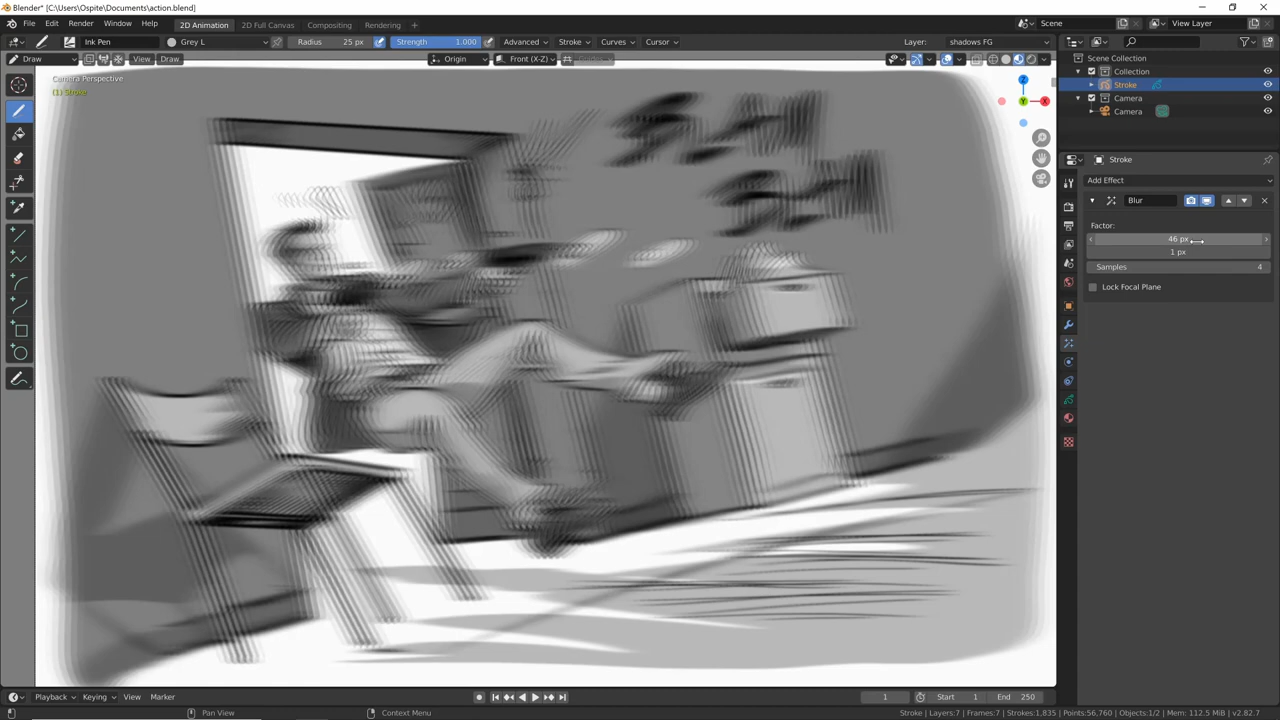 Blender* [C:\Users\Ospite\Documents\action.blend]
File Edit Render Window Help 2D Animation 2D Full Canvas Compositing Rendering + Scene View Layer
Ink Pen Grey L Radius 25 px Strength 1.000 Advanced Stroke Curves Cursor Layer: shadows FG
Draw View Draw Origin Front (X-Z)
Camera Perspective
(1) Stroke
Z
Y
X
Scene Collection
Collection
Stroke
Camera
Camera
Stroke
Add Effect
Blur
Factor:
46 px
1 px
Samples 4
Lock Focal Plane
Playback Keying View Marker 1 Start 1 End 250
Select Pan View Context Menu Stroke | Layers:7 | Frames:7 | Strokes:1,835 | Points:56,760 | Objects:1/2 | Mem: 112.5 MiB | v2.82.7